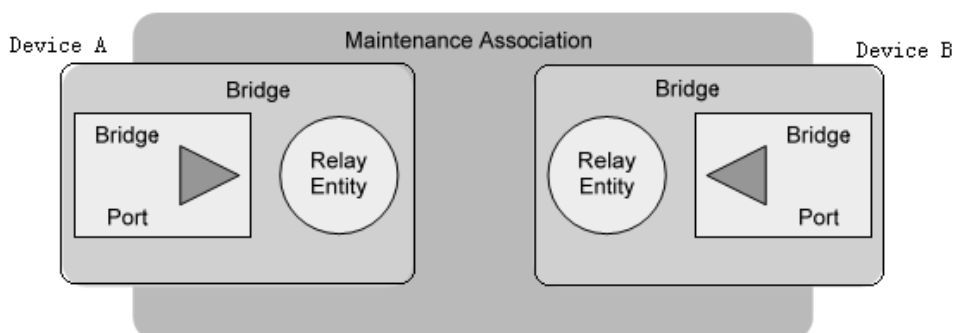 Maintenance Association
Device A
Device B
Bridge
Bridge
Port
Relay
Entity
Bridge
Relay
Entity
Bridge
Port